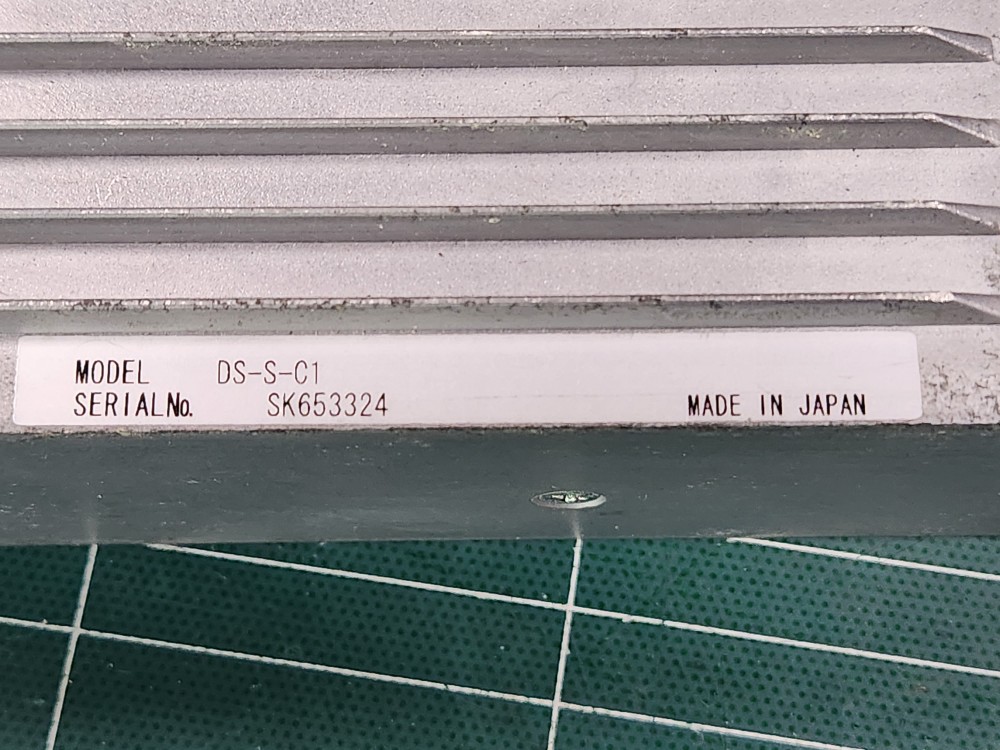 MODEL DS-S-C1
SERIALNo. SK653324 MADE IN JAPAN